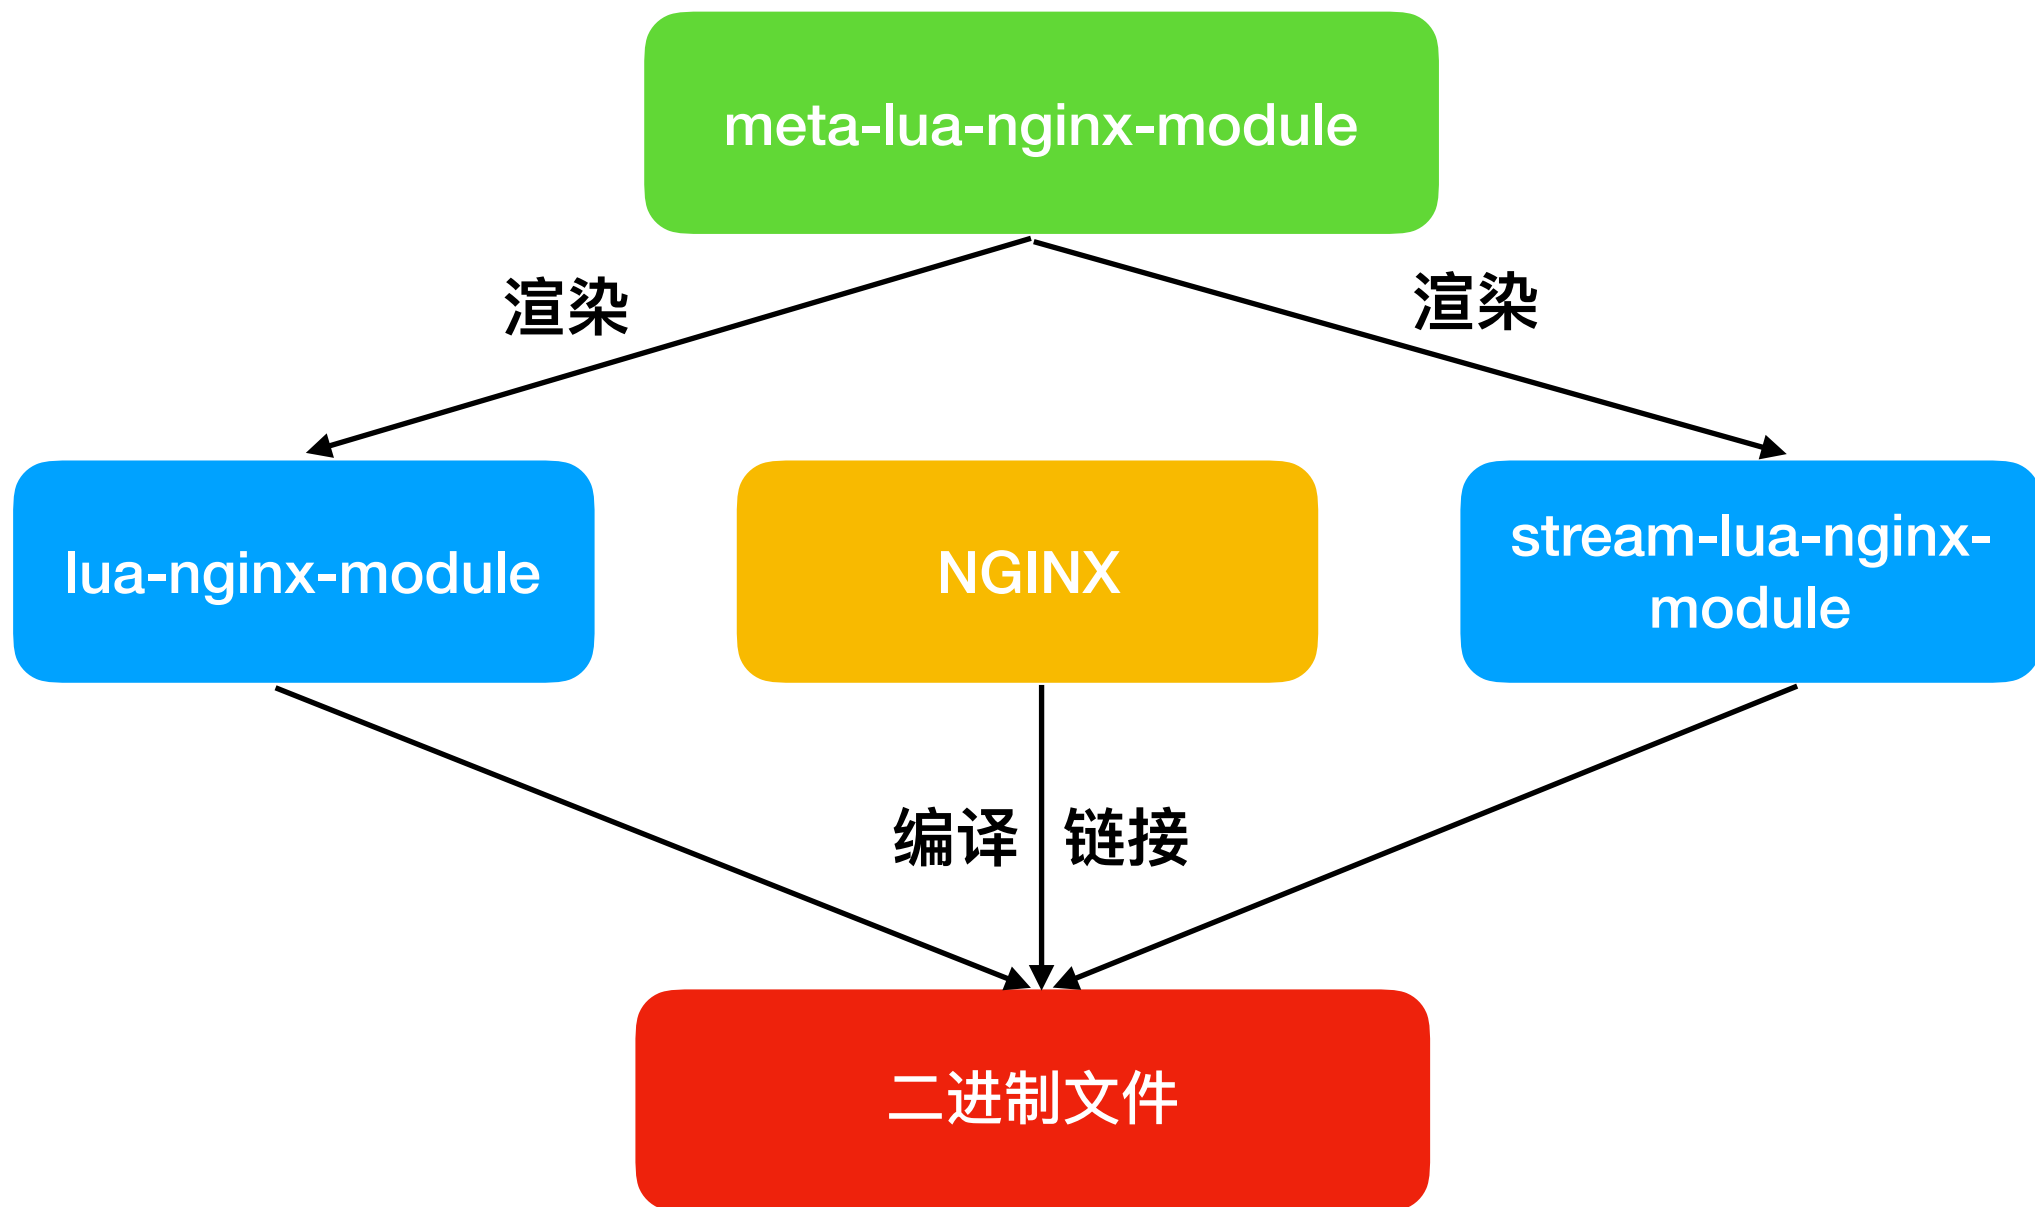 meta-lua-nginx-module
渲染
渲染
lua-nginx-module
NGINX
stream-lua-nginx-
module
编译
链接
二进制文件